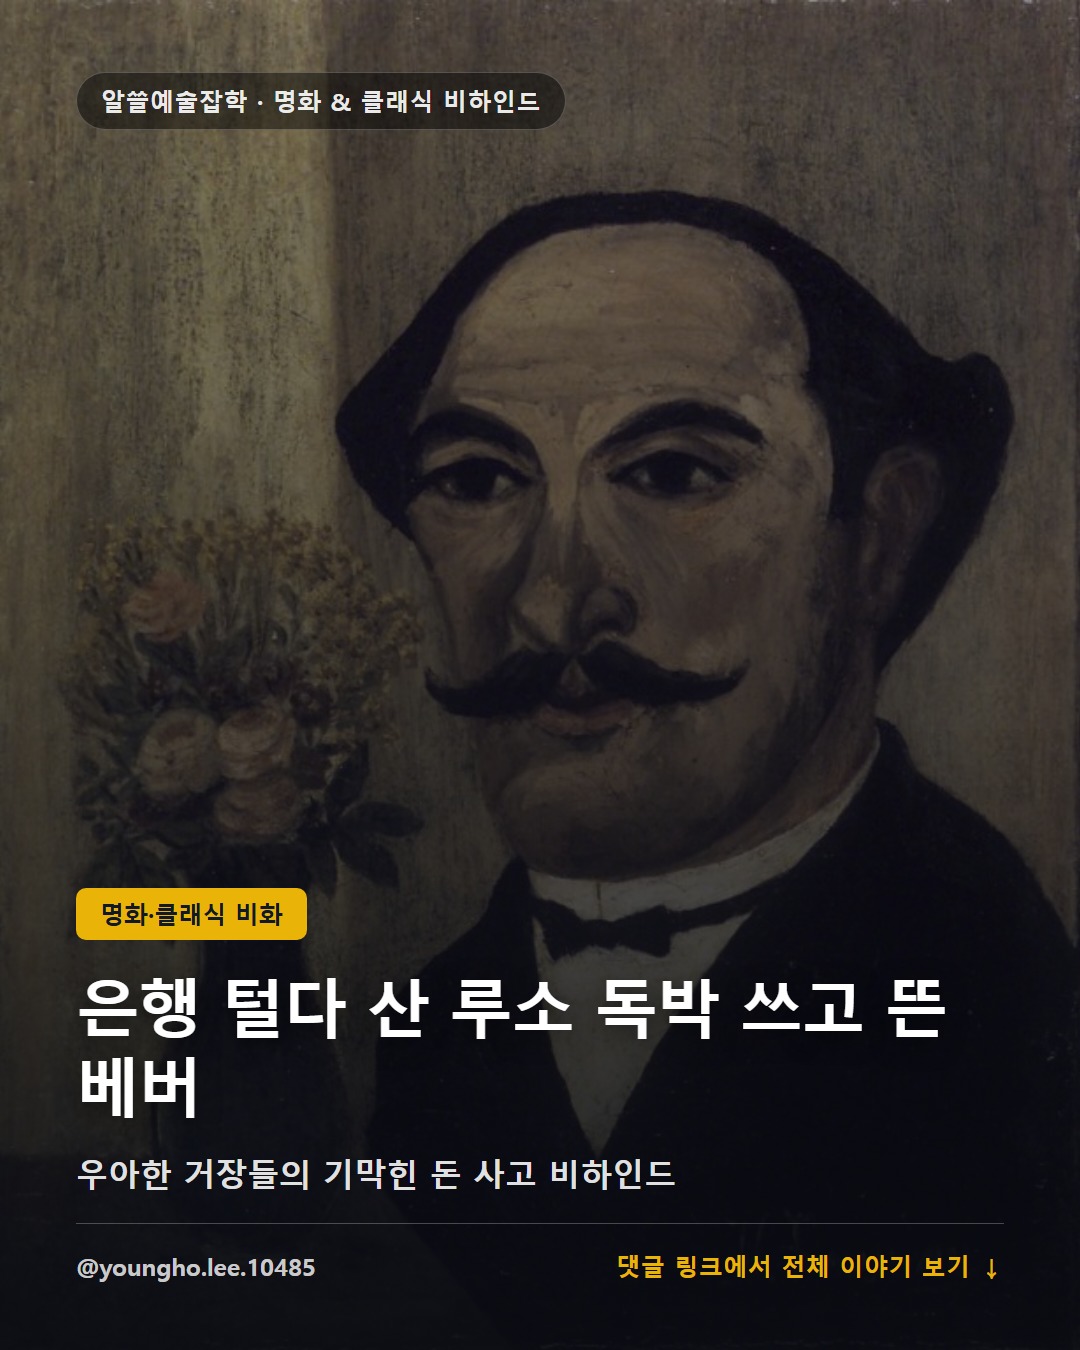 알쓸예술잡학 · 명화 & 클래식 비하인드
명화·클래식 비화
은행 털다 산 루소 독박 쓰고 뜬
베버
우아한 거장들의 기막힌 돈 사고 비하인드
@youngho.lee.10485
댓글 링크에서 전체 이야기 보기 ↓